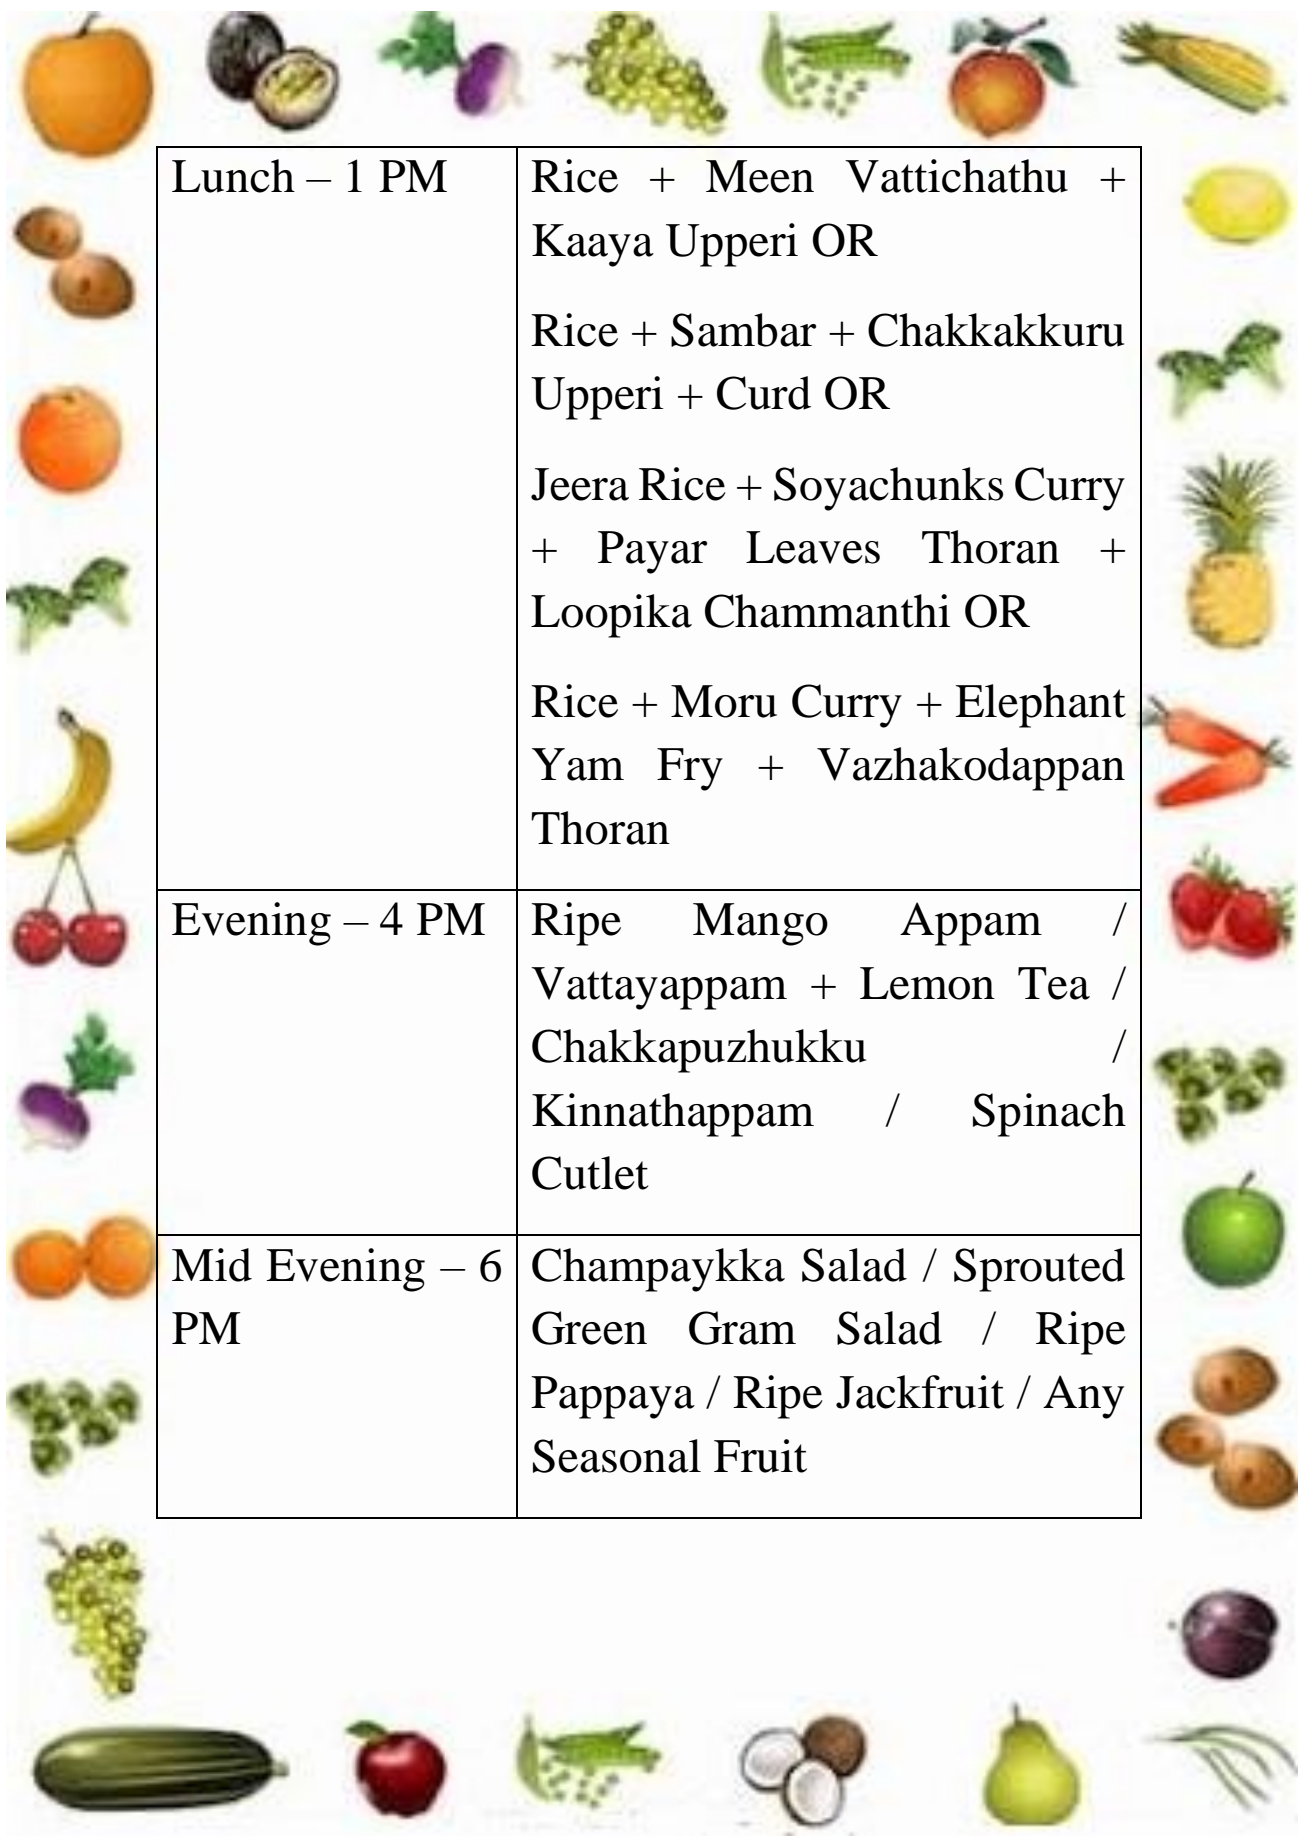 Lunch – 1 PM
Rice + Meen Vattichathu +
Kaaya Upperi OR
Rice + Sambar + Chakkakkuru
Upperi + Curd OR
Jeera Rice + Soyachunks Curry
+ Payar Leaves Thoran +
Loopika Chammanthi OR
Rice + Moru Curry + Elephant
Yam Fry + Vazhakodappan
Thoran
Evening – 4 PM
Ripe Mango Appam /
Vattayappam + Lemon Tea /
Chakkapuzhukku /
Kinnathappam / Spinach
Cutlet
Mid Evening – 6
PM
Champaykka Salad / Sprouted
Green Gram Salad / Ripe
Pappaya / Ripe Jackfruit / Any
Seasonal Fruit